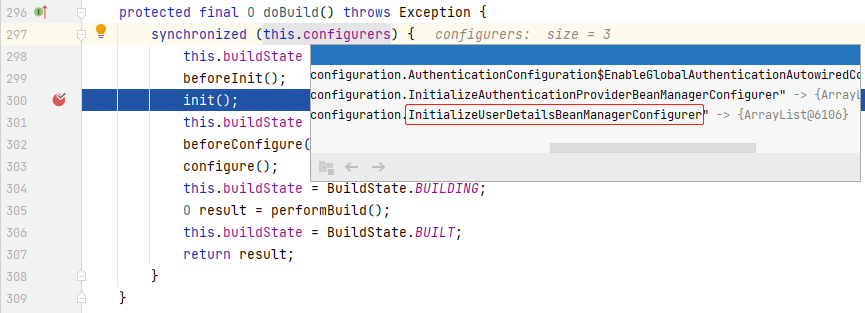 296 protected final O doBuild() throws Exception {
297 synchronized (this.configurers) { configurers: size = 3
298 this.buildState
configuration.AuthenticationConfiguration$EnableGlobalAuthenticationAutowiredCo
299 beforeInit();
configuration.InitializeAuthenticationProviderBeanManagerConfigurer" -> {ArrayL
300 init();
configuration.InitializeUserDetailsBeanManagerConfigurer" -> {ArrayList@6106}
301 this.buildState
302 beforeConfigure(
303 configure();
304 this.buildState = BuildState.BUILDING;
305 O result = performBuild();
306 this.buildState = BuildState.BUILT;
307 return result;
308 }
309 }